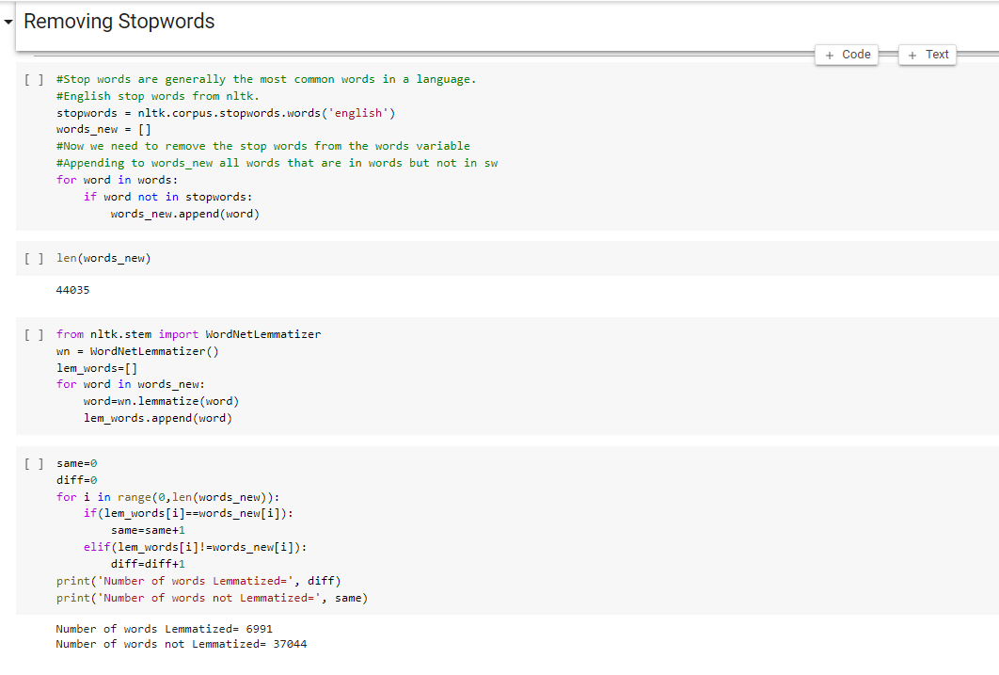 Removing Stopwords
+ Code + Text
[ ] #Stop words are generally the most common words in a language.
#English stop words from nltk.
stopwords = nltk.corpus.stopwords.words('english')
words_new = []
#Now we need to remove the stop words from the words variable
#Appending to words_new all words that are in words but not in sw
for word in words:
    if word not in stopwords:
        words_new.append(word)
[ ] len(words_new)
44035
[ ] from nltk.stem import WordNetLemmatizer
wn = WordNetLemmatizer()
lem_words=[]
for word in words_new:
    word=wn.lemmatize(word)
    lem_words.append(word)
[ ] same=0
diff=0
for i in range(0,len(words_new)):
    if(lem_words[i]==words_new[i]):
        same=same+1
    elif(lem_words[i]!=words_new[i]):
        diff=diff+1
print('Number of words Lemmatized=', diff)
print('Number of words not Lemmatized=', same)
Number of words Lemmatized= 6991
Number of words not Lemmatized= 37044